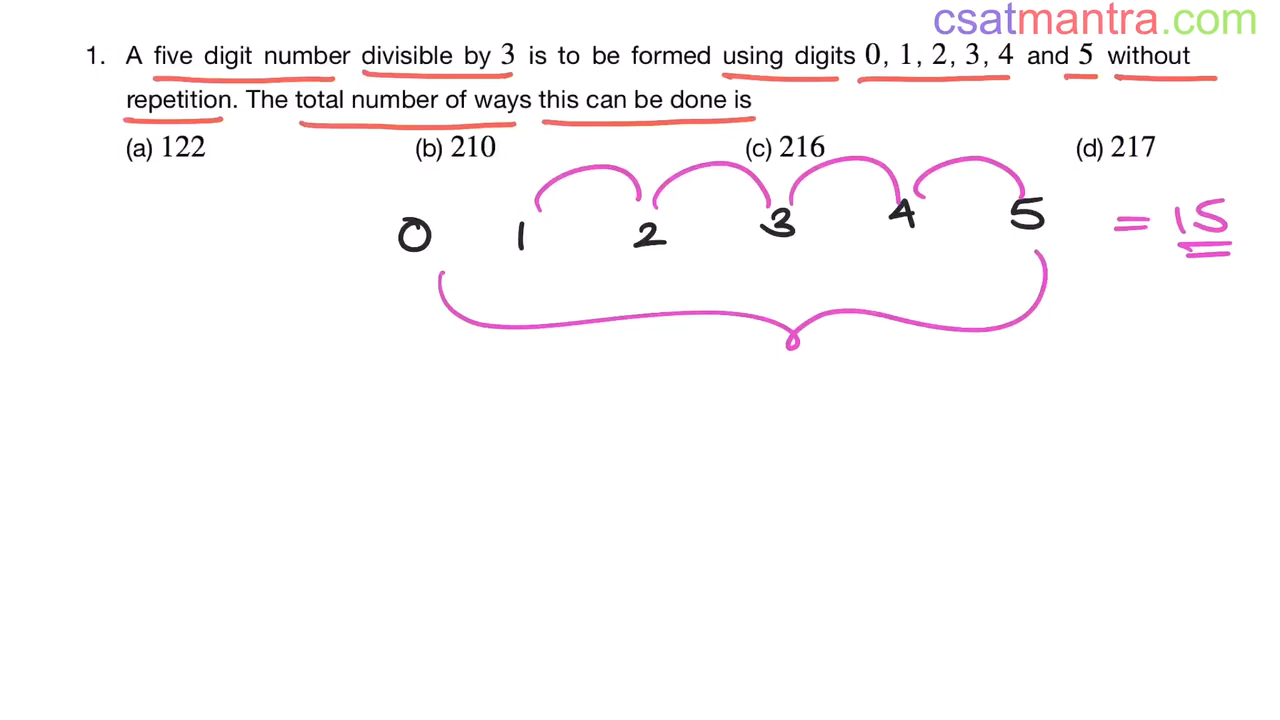 csatmantra.com
1. A five digit number divisible by 3 is to be formed using digits 0, 1, 2, 3, 4 and 5 without
repetition. The total number of ways this can be done is
(a) 122 (b) 210 (c) 216 (d) 217
0 1 2 3 4 5 = 15